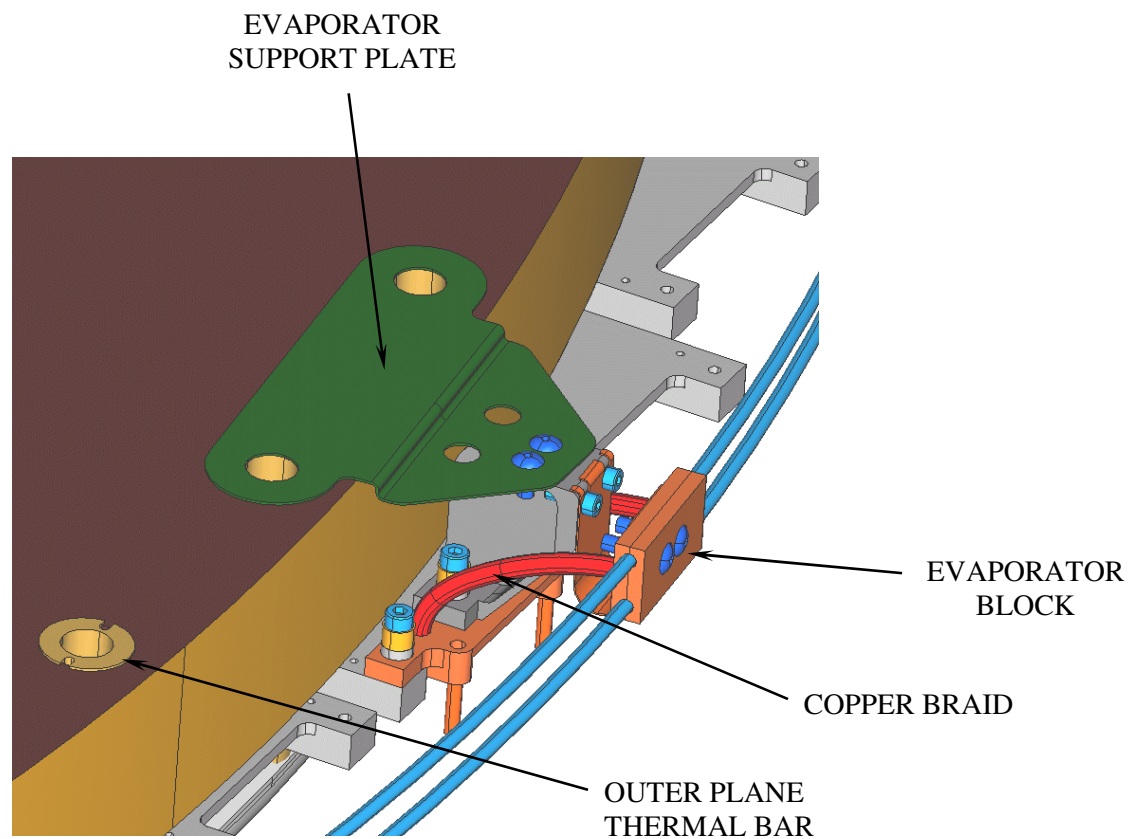 EVAPORATOR
SUPPORT PLATE
EVAPORATOR
BLOCK
COPPER BRAID
OUTER PLANE
THERMAL BAR